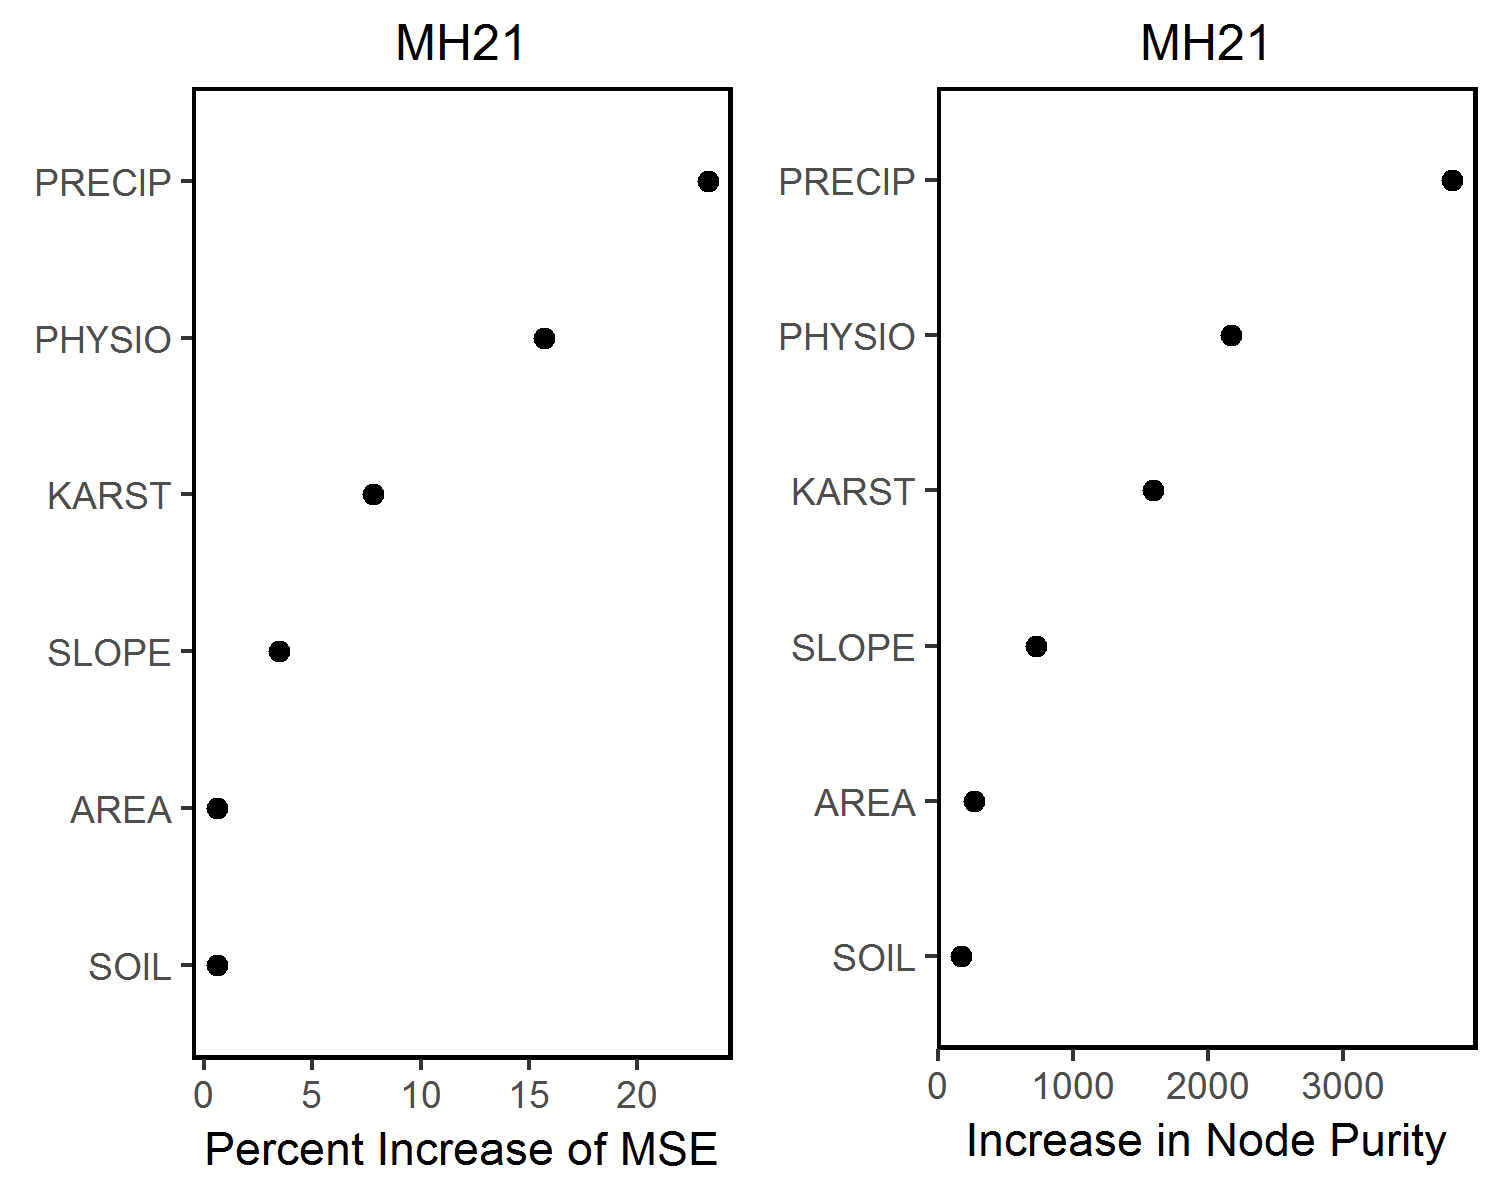 MH21
PRECIP
PHYSIO
KARST
SLOPE
AREA
SOIL
0 5 10 15 20
Percent Increase of MSE
MH21
PRECIP
PHYSIO
KARST
SLOPE
AREA
SOIL
0 1000 2000 3000
Increase in Node Purity